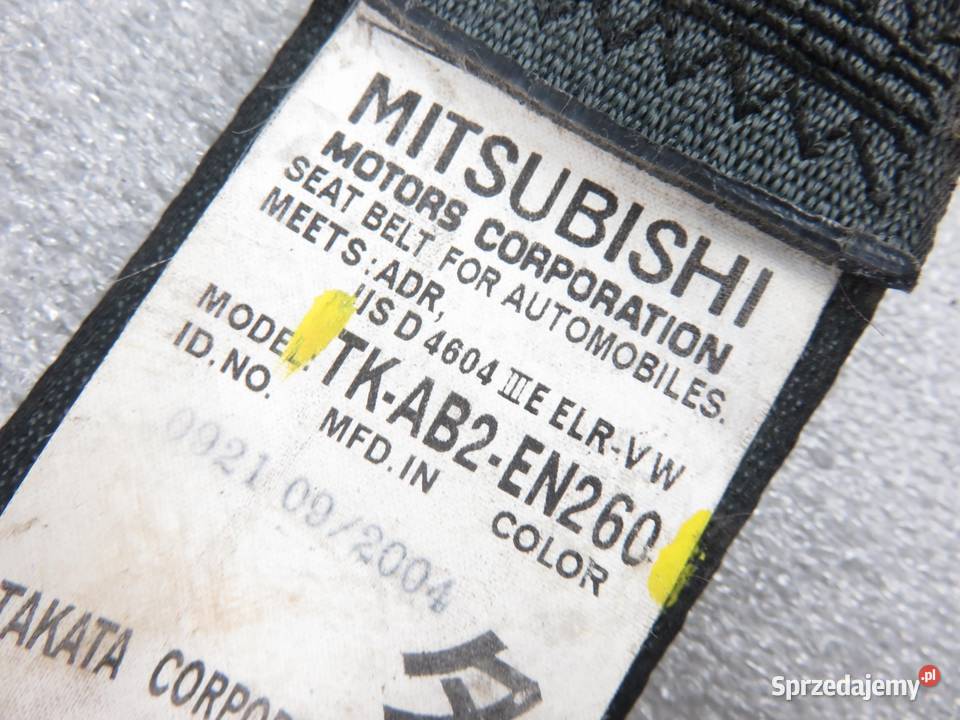 MITSUBISHI
MOTORS CORPORATION
SEAT BELT FOR AUTOMOBILES.
MEETS:ADR,
JIS D 4604 ⅢE ELR-VW
MODEL. TK-AB2-EN260
ID. NO. MFD. IN COLOR
0921 09/2004
TAKATA
タ
Sprzedajemy.pl